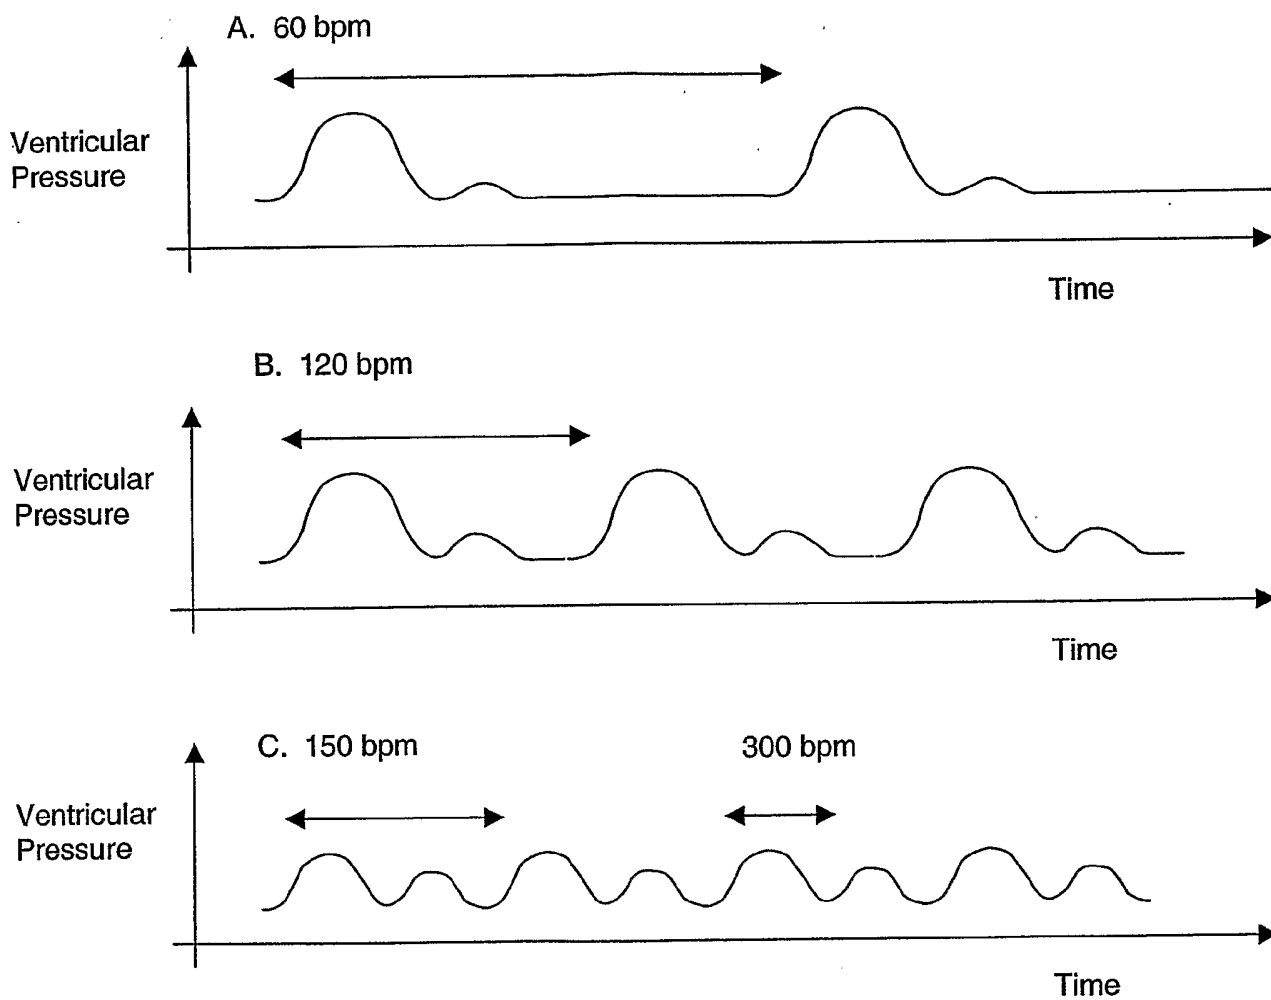 A. 60 bpm
Ventricular
Pressure
Time
B. 120 bpm
Ventricular
Pressure
Time
C. 150 bpm
300 bpm
Ventricular
Pressure
Time